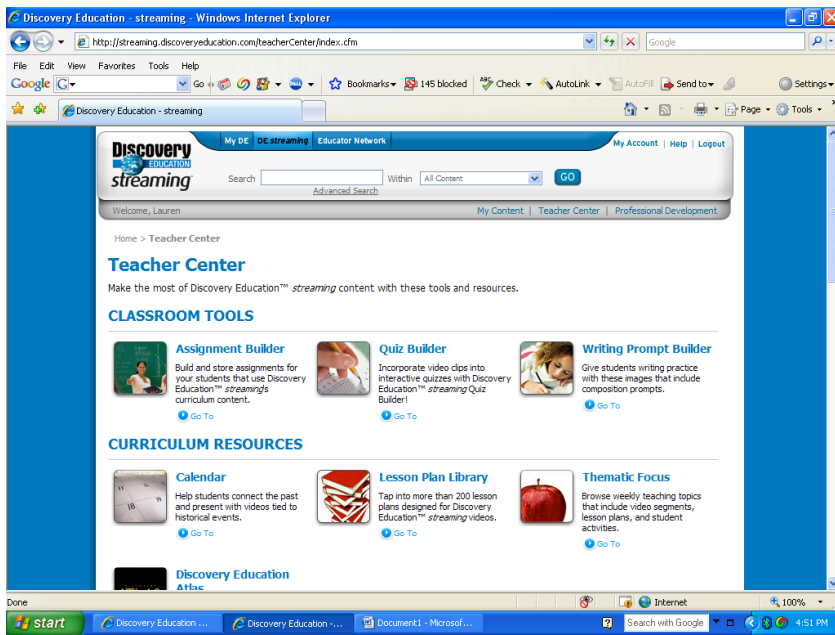 Discovery Education - streaming - Windows Internet Explorer
http://streaming.discoveryeducation.com/teacherCenter/index.cfm
Google
File Edit View Favorites Tools Help
Google G Go Bookmarks 145 blocked ABC Check AutoLink AutoFill Send to Settings
Discovery Education - streaming
Page Tools
Discovery
EDUCATION
streaming
My DE DE streaming Educator Network
My Account | Help | Logout
Search Within All Content GO
Advanced Search
Welcome, Lauren
My Content | Teacher Center | Professional Development
Home > Teacher Center
Teacher Center
Make the most of Discovery Education™ streaming content with these tools and resources.
CLASSROOM TOOLS
Assignment Builder
Build and store assignments for
your students that use Discovery
Education™ streaming's
curriculum content.
Go To
Quiz Builder
Incorporate video clips into
interactive quizzes with Discovery
Education™ streaming Quiz
Builder!
Go To
Writing Prompt Builder
Give students writing practice
with these images that include
composition prompts.
Go To
CURRICULUM RESOURCES
Calendar
Help students connect the past
and present with videos tied to
historical events.
Go To
Lesson Plan Library
Tap into more than 200 lesson
plans designed for Discovery
Education™ streaming videos.
Go To
Thematic Focus
Browse weekly teaching topics
that include video segments,
lesson plans, and student
activities.
Go To
Discovery Education
Atlas
Done
Internet
100%
start
Discovery Education ...
Discovery Education -...
Document1 - Microsof...
Search with Google
4:51 PM